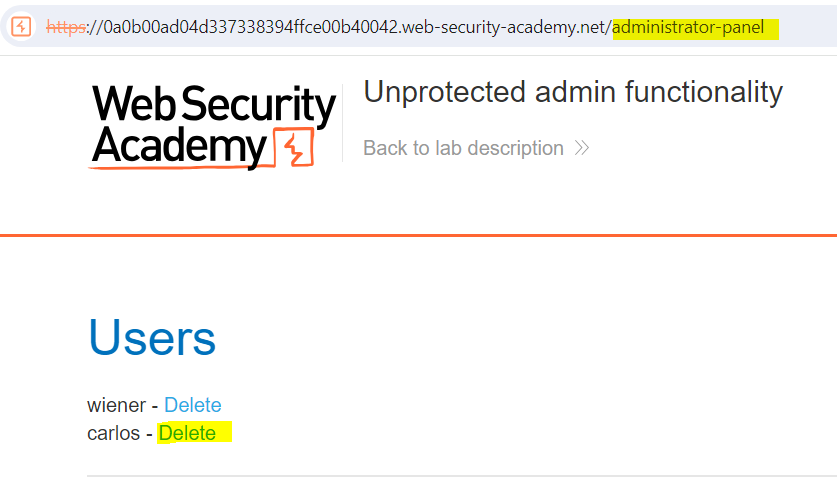 https://0a0b00ad04d337338394ffce00b40042.web-security-academy.net/administrator-panel
Web Security
Academy
Unprotected admin functionality
Back to lab description
Users
wiener - Delete
carlos - Delete